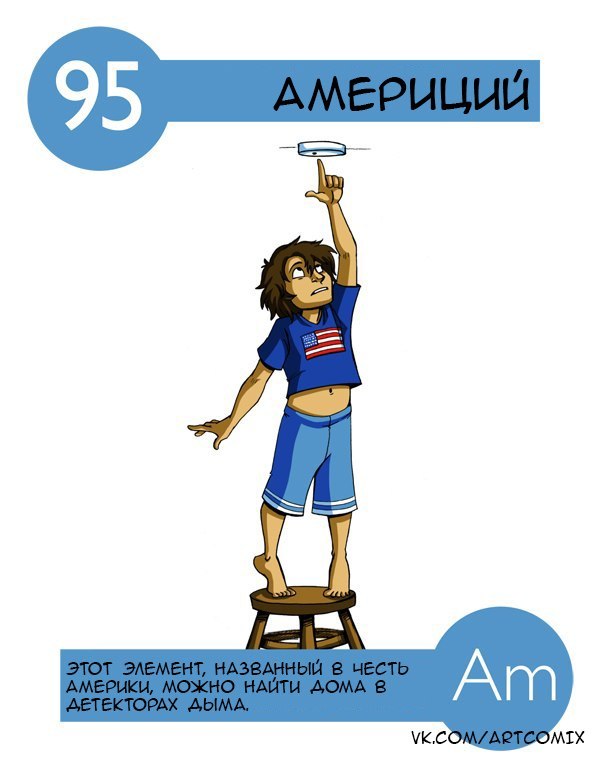 95
АМЕРИЦИЙ
ЭТОТ ЭЛЕМЕНТ, НАЗВАННЫЙ В ЧЕСТЬ
АМЕРИКИ, МОЖНО НАЙТИ ДОМА В
ДЕТЕКТОРАХ ДЫМА.
Am
VK.COM/ARTCOMIX